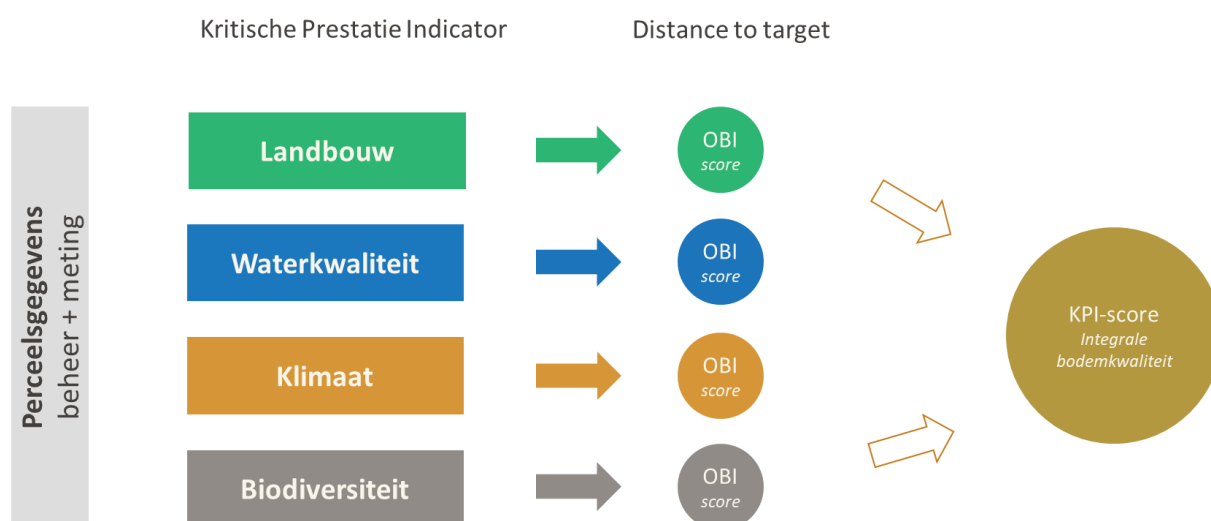 Kritische Prestatie Indicator
Distance to target
Perceelsgegevens
beheer + meting
Landbouw
OBI
score
Waterkwaliteit
OBI
score
Klimaat
OBI
score
Biodiversiteit
OBI
score
KPI-score
Integrale
bodemkwaliteit